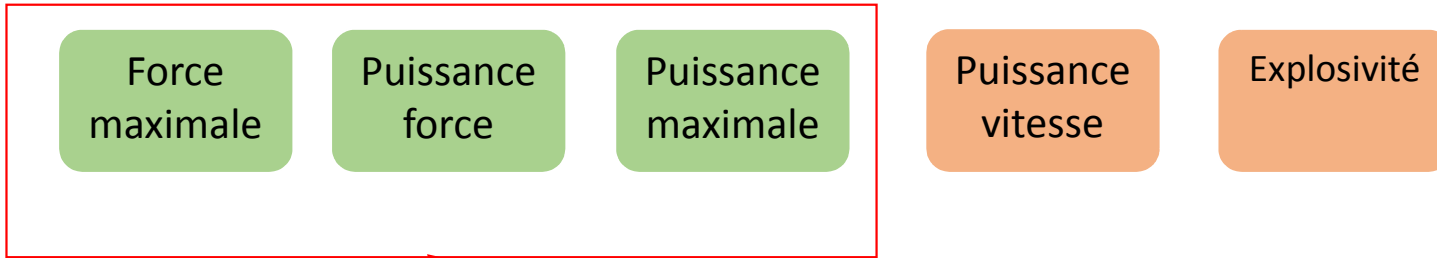 Force
maximale
Puissance
force
Puissance
maximale
Puissance
vitesse
Explosivité